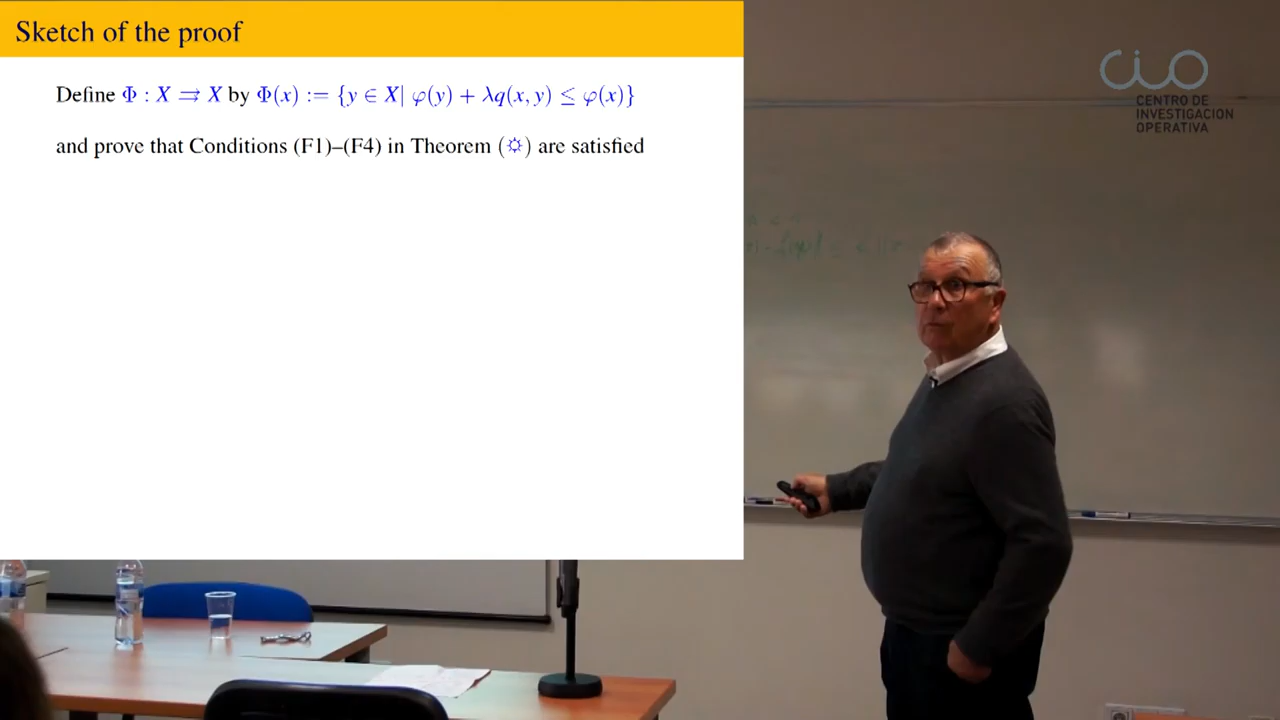 Sketch of the proof
Define Φ : X ⇉ X by Φ(x) := {y ∈ X| φ(y) + λq(x, y) ≤ φ(x)}
and prove that Conditions (F1)–(F4) in Theorem (☼) are satisfied
CIO
CENTRO DE
INVESTIGACION
OPERATIVA